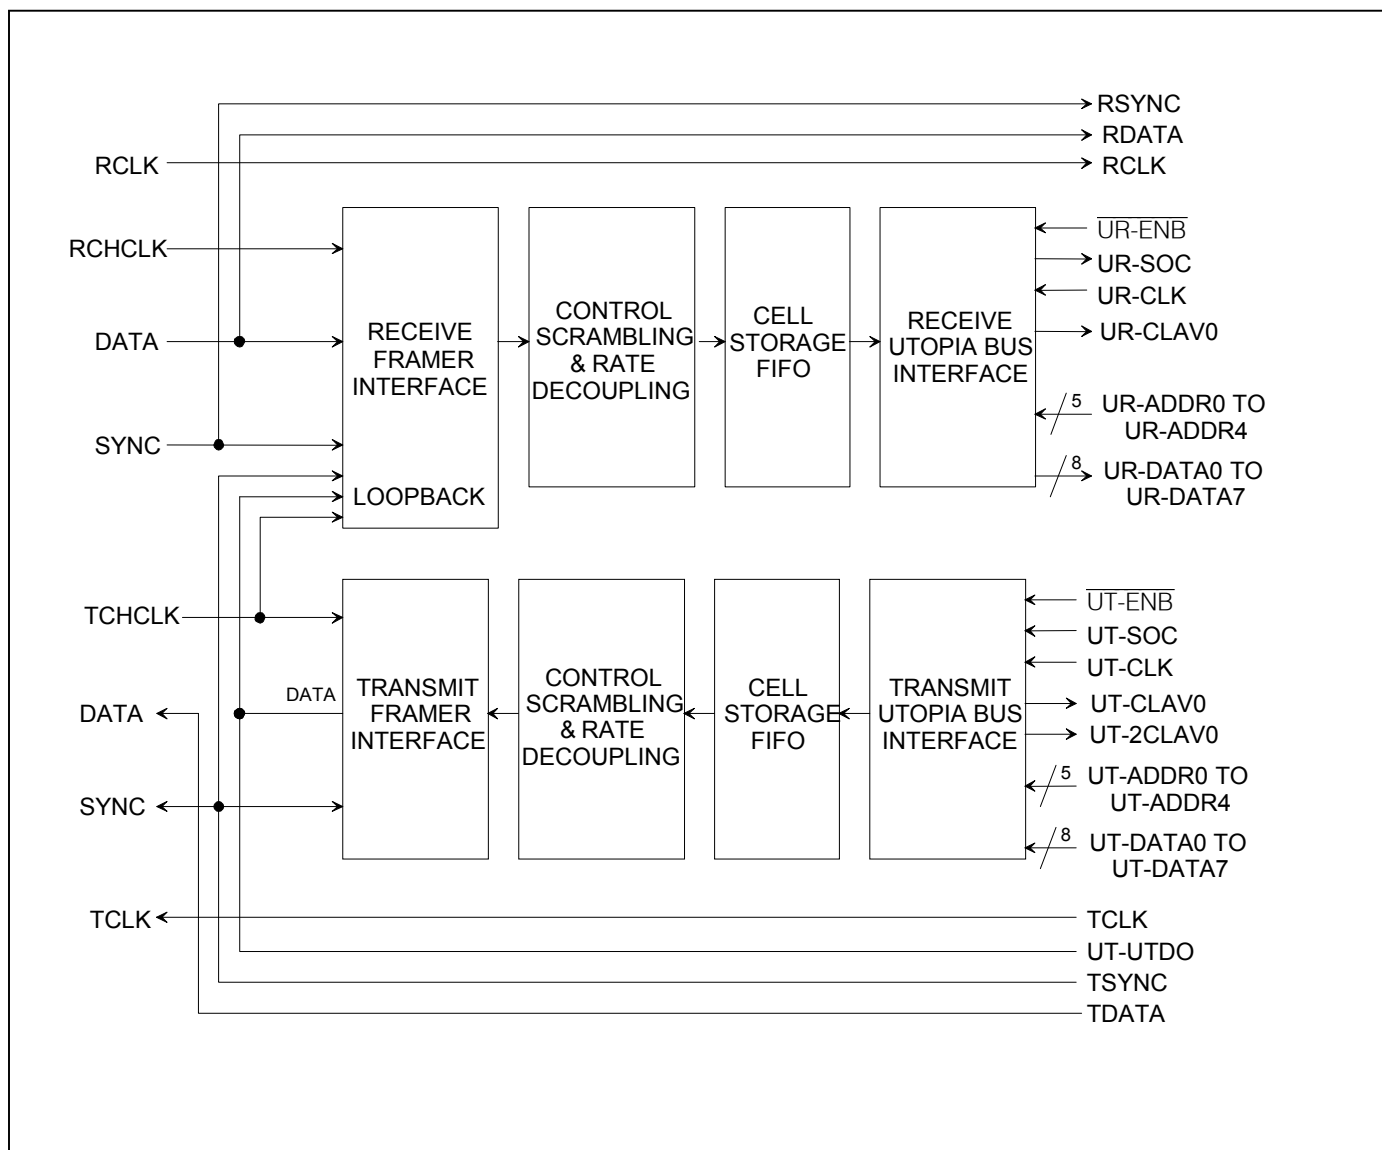 RSYNC
RDATA
RCLK
RCLK
RCHCLK
DATA
SYNC
RECEIVE
FRAMER
INTERFACE
LOOPBACK
CONTROL
SCRAMBLING
& RATE
DECOUPLING
CELL
STORAGE
FIFO
RECEIVE
UTOPIA BUS
INTERFACE
UR-ENB
UR-SOC
UR-CLK
UR-CLAV0
5
UR-ADDR0 TO
UR-ADDR4
8
UR-DATA0 TO
UR-DATA7
TCHCLK
DATA
SYNC
TCLK
DATA
TRANSMIT
FRAMER
INTERFACE
CONTROL
SCRAMBLING
& RATE
DECOUPLING
CELL
STORAGE
FIFO
TRANSMIT
UTOPIA BUS
INTERFACE
UT-ENB
UT-SOC
UT-CLK
UT-CLAV0
UT-2CLAV0
5
UT-ADDR0 TO
UT-ADDR4
8
UT-DATA0 TO
UT-DATA7
TCLK
UT-UTDO
TSYNC
TDATA